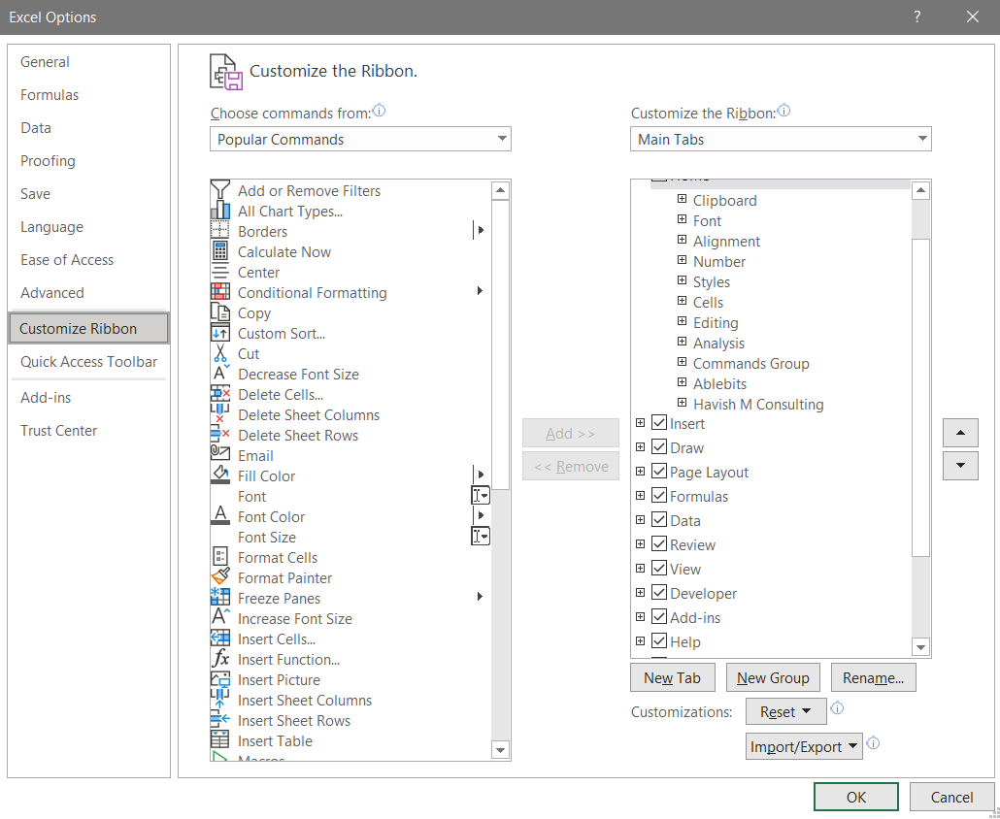 Excel Options
?
General
Formulas
Data
Proofing
Save
Language
Ease of Access
Advanced
Customize Ribbon
Quick Access Toolbar
Add-ins
Trust Center
Customize the Ribbon.
Choose commands from:
Popular Commands
Add or Remove Filters
All Chart Types...
Borders
Calculate Now
Center
Conditional Formatting
Copy
Custom Sort...
Cut
Decrease Font Size
Delete Cells...
Delete Sheet Columns
Delete Sheet Rows
Email
Fill Color
Font
Font Color
Font Size
Format Cells
Format Painter
Freeze Panes
Increase Font Size
Insert Cells...
Insert Function...
Insert Picture
Insert Sheet Columns
Insert Sheet Rows
Insert Table
Macros
Add >>
<< Remove
Customize the Ribbon:
Main Tabs
Home
Clipboard
Font
Alignment
Number
Styles
Cells
Editing
Analysis
Commands Group
Ablebits
Havish M Consulting
Insert
Draw
Page Layout
Formulas
Data
Review
View
Developer
Add-ins
Help
New Tab
New Group
Rename...
Customizations:
Reset
Import/Export
OK
Cancel